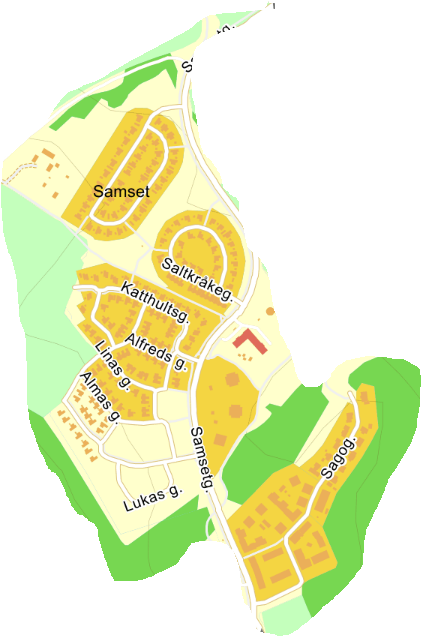 Samset
Saltkråkeg.
Katthultsg.
Alfreds g.
Linas g.
Almas g.
Samsetg.
Sagog.
Lukas g.